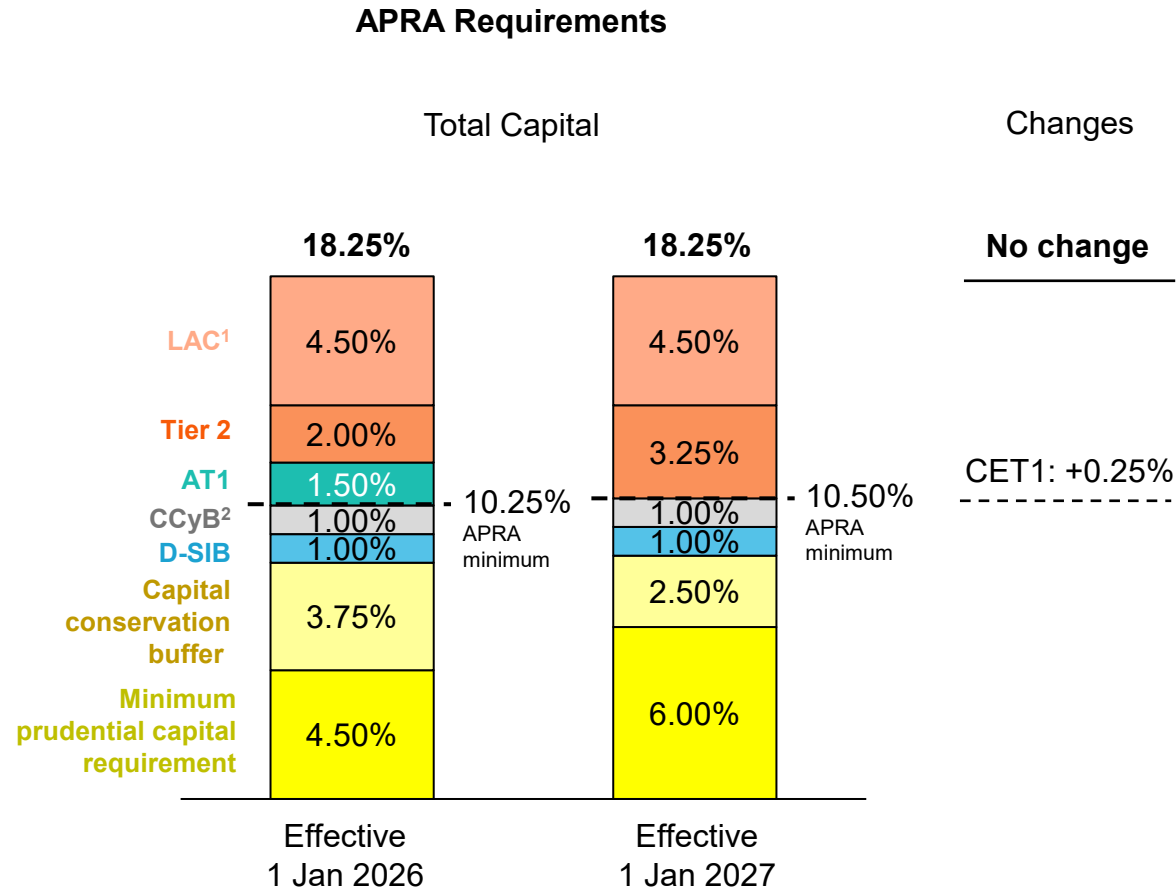 APRA Requirements
Total Capital
Changes
18.25%
18.25%
No change
LAC¹
4.50%
4.50%
Tier 2
2.00%
3.25%
AT1
1.50%
CET1: +0.25%
10.25%
APRA
minimum
10.50%
APRA
minimum
CCyB²
1.00%
1.00%
D-SIB
1.00%
1.00%
Capital
conservation
buffer
3.75%
2.50%
Minimum
prudential capital
requirement
4.50%
6.00%
Effective
1 Jan 2026
Effective
1 Jan 2027